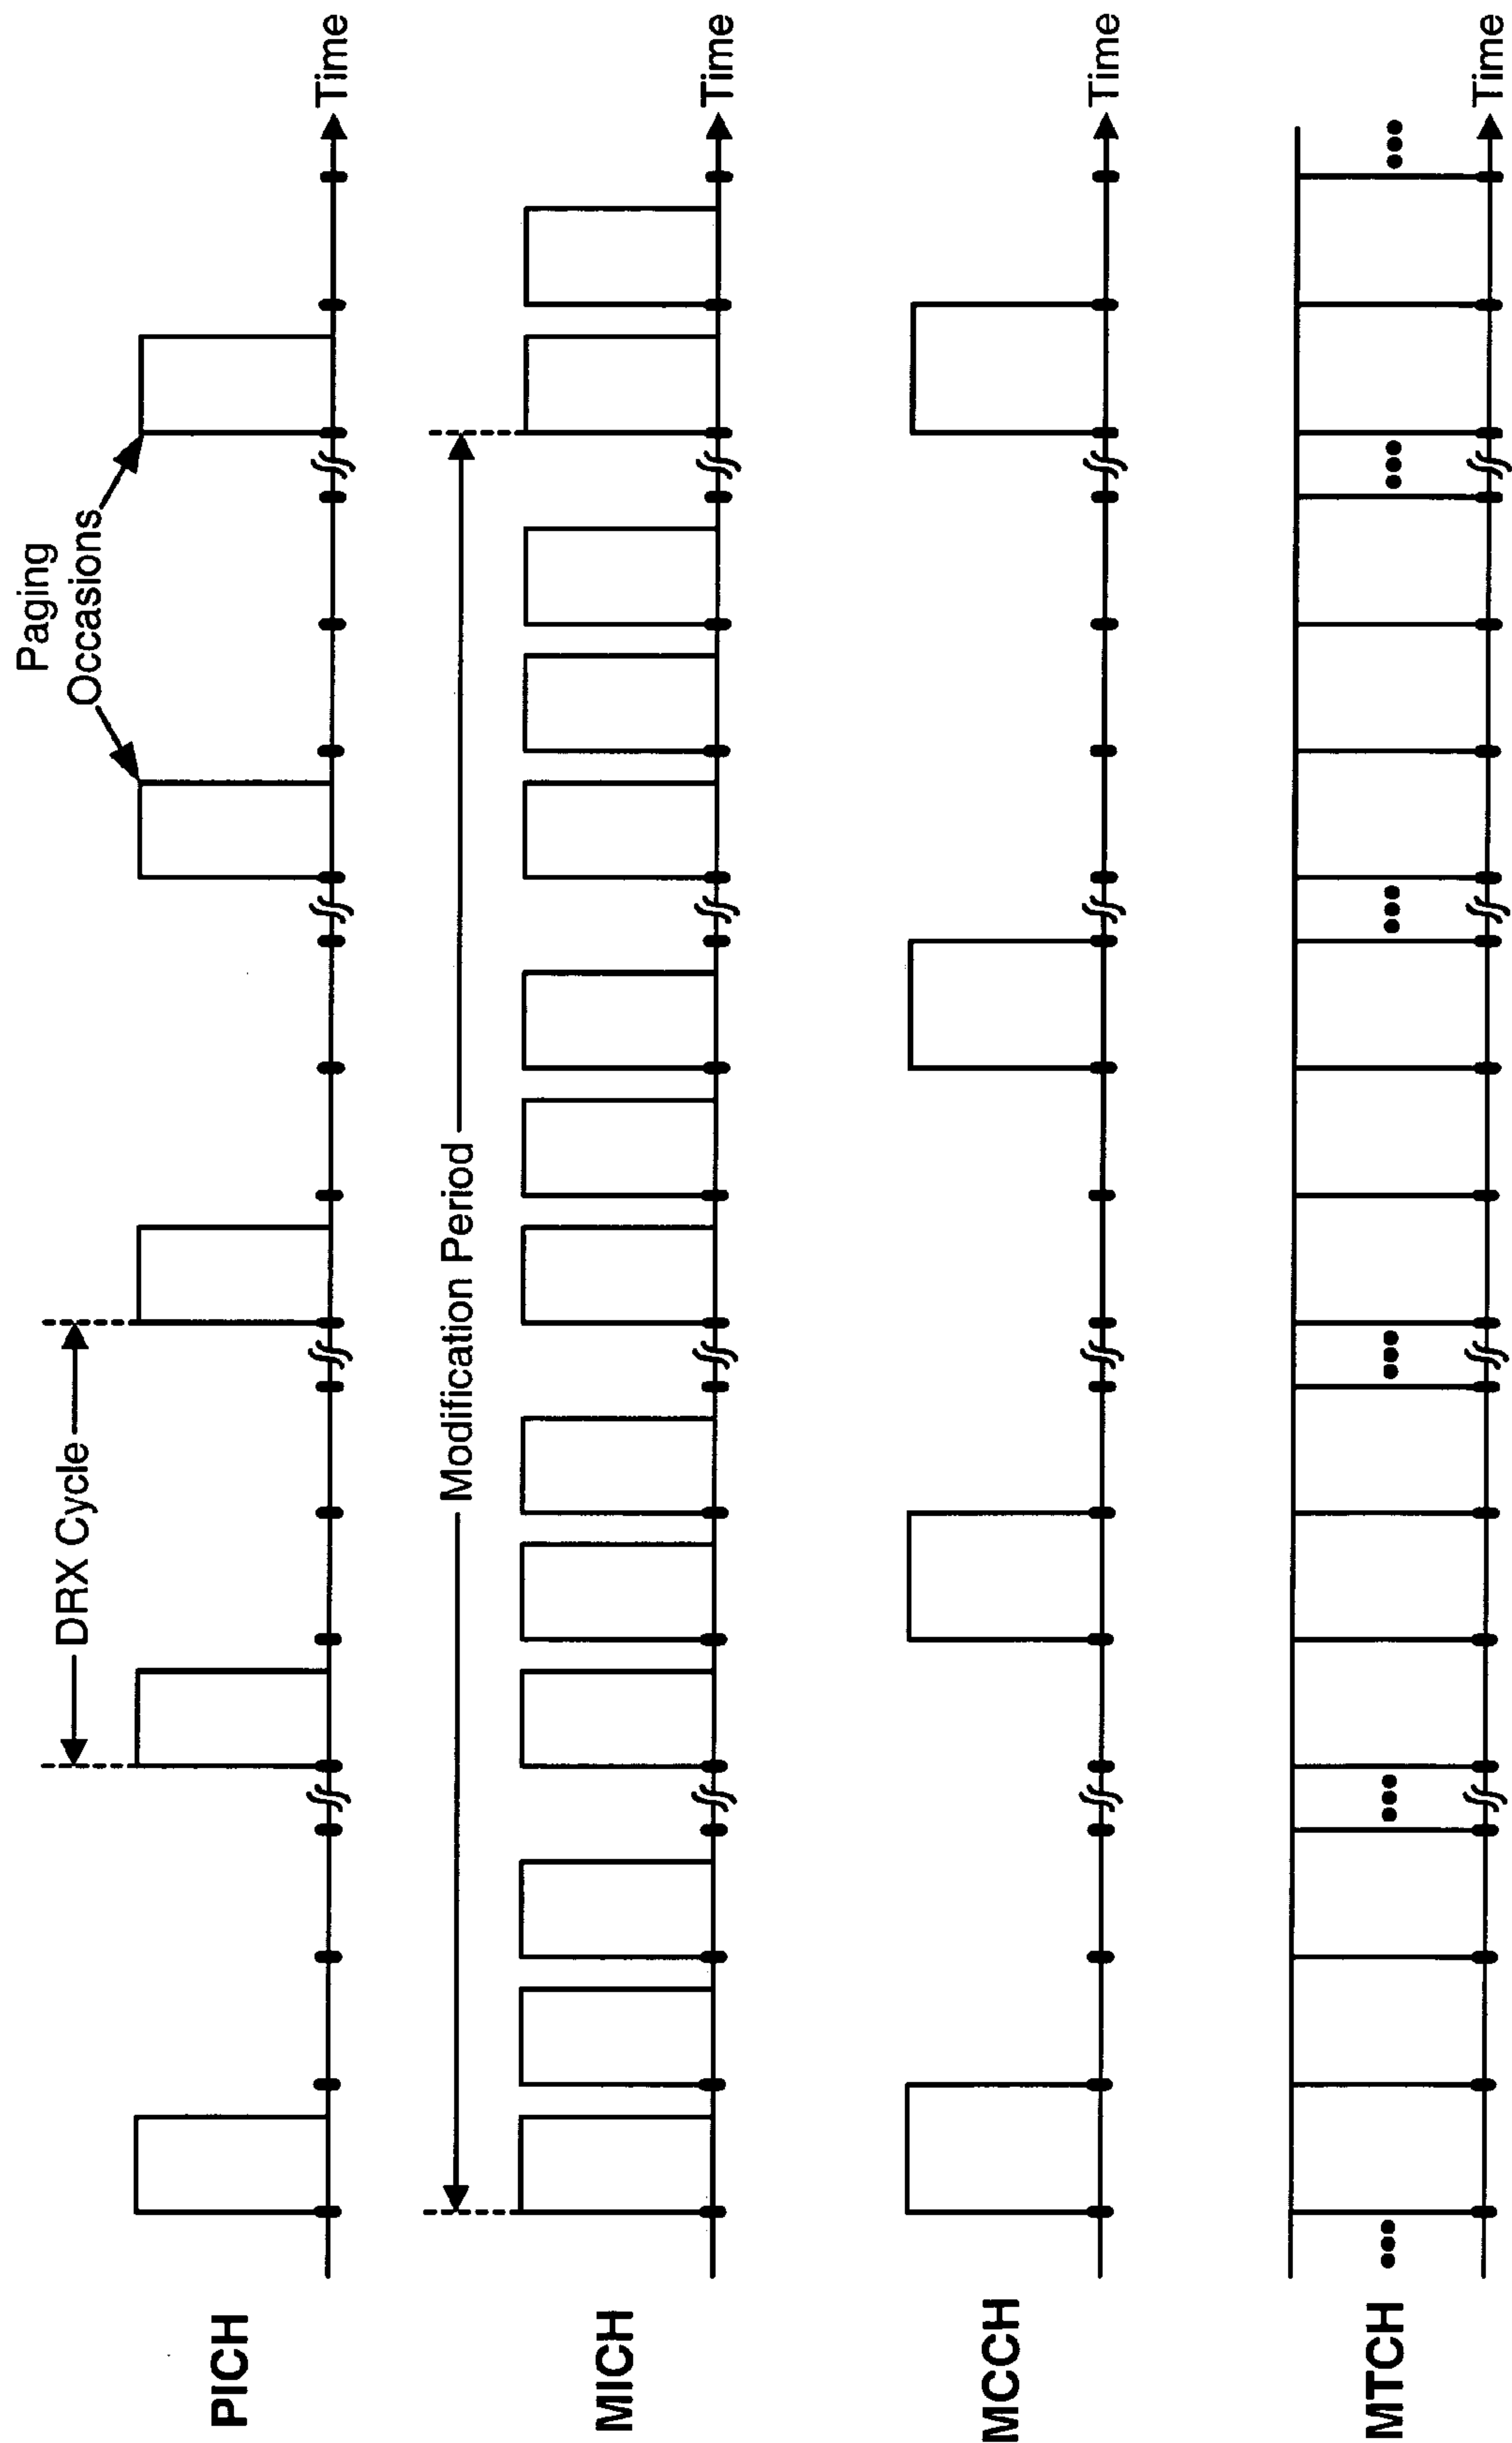 Paging
Occasions
DRX Cycle
PICH
Time
Modification Period
MICH
Time
MCCH
Time
MTCH
Time